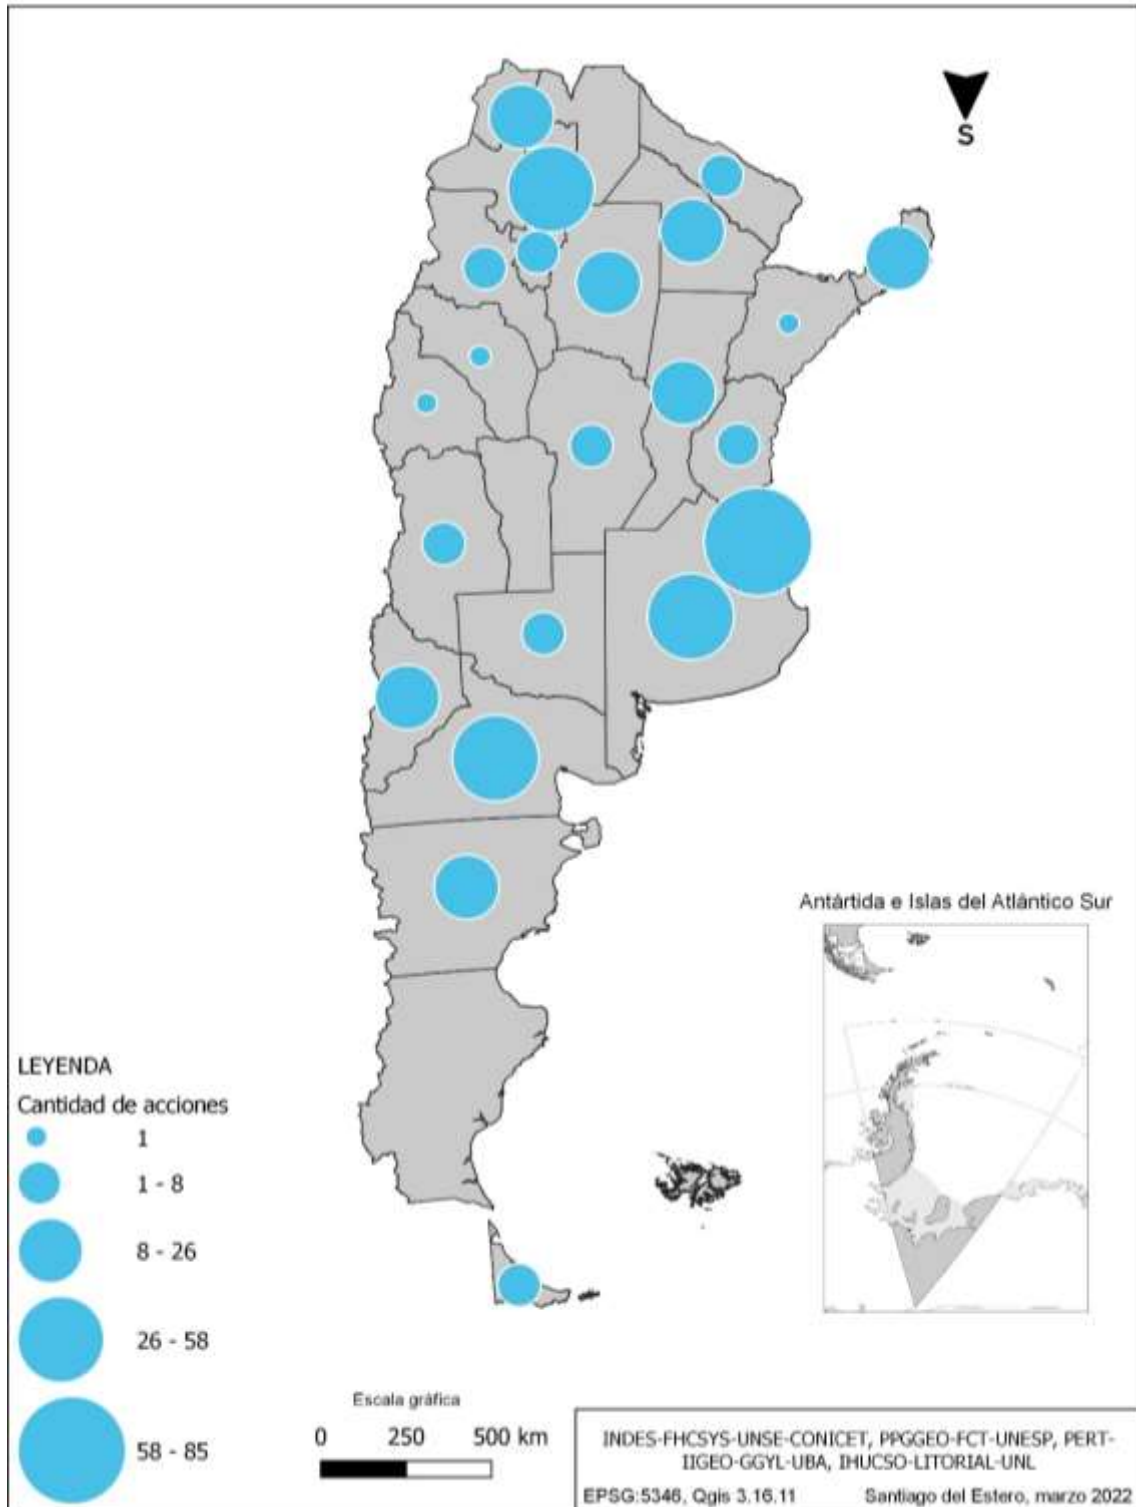 S
Antártida e Islas del Atlántico Sur
LEYENDA
Cantidad de acciones
1
1 - 8
8 - 26
26 - 58
58 - 85
Escala gráfica
0 250 500 km
INDES-FHCSYS-UNSE-CONICET, PPGGEO-FCT-UNESP, PERT-
IIGEO-GGYL-UBA, IHUCSO-LITORIAL-UNL
EPSG:5346, Qgis 3.16.11 Santiago del Estero, marzo 2022